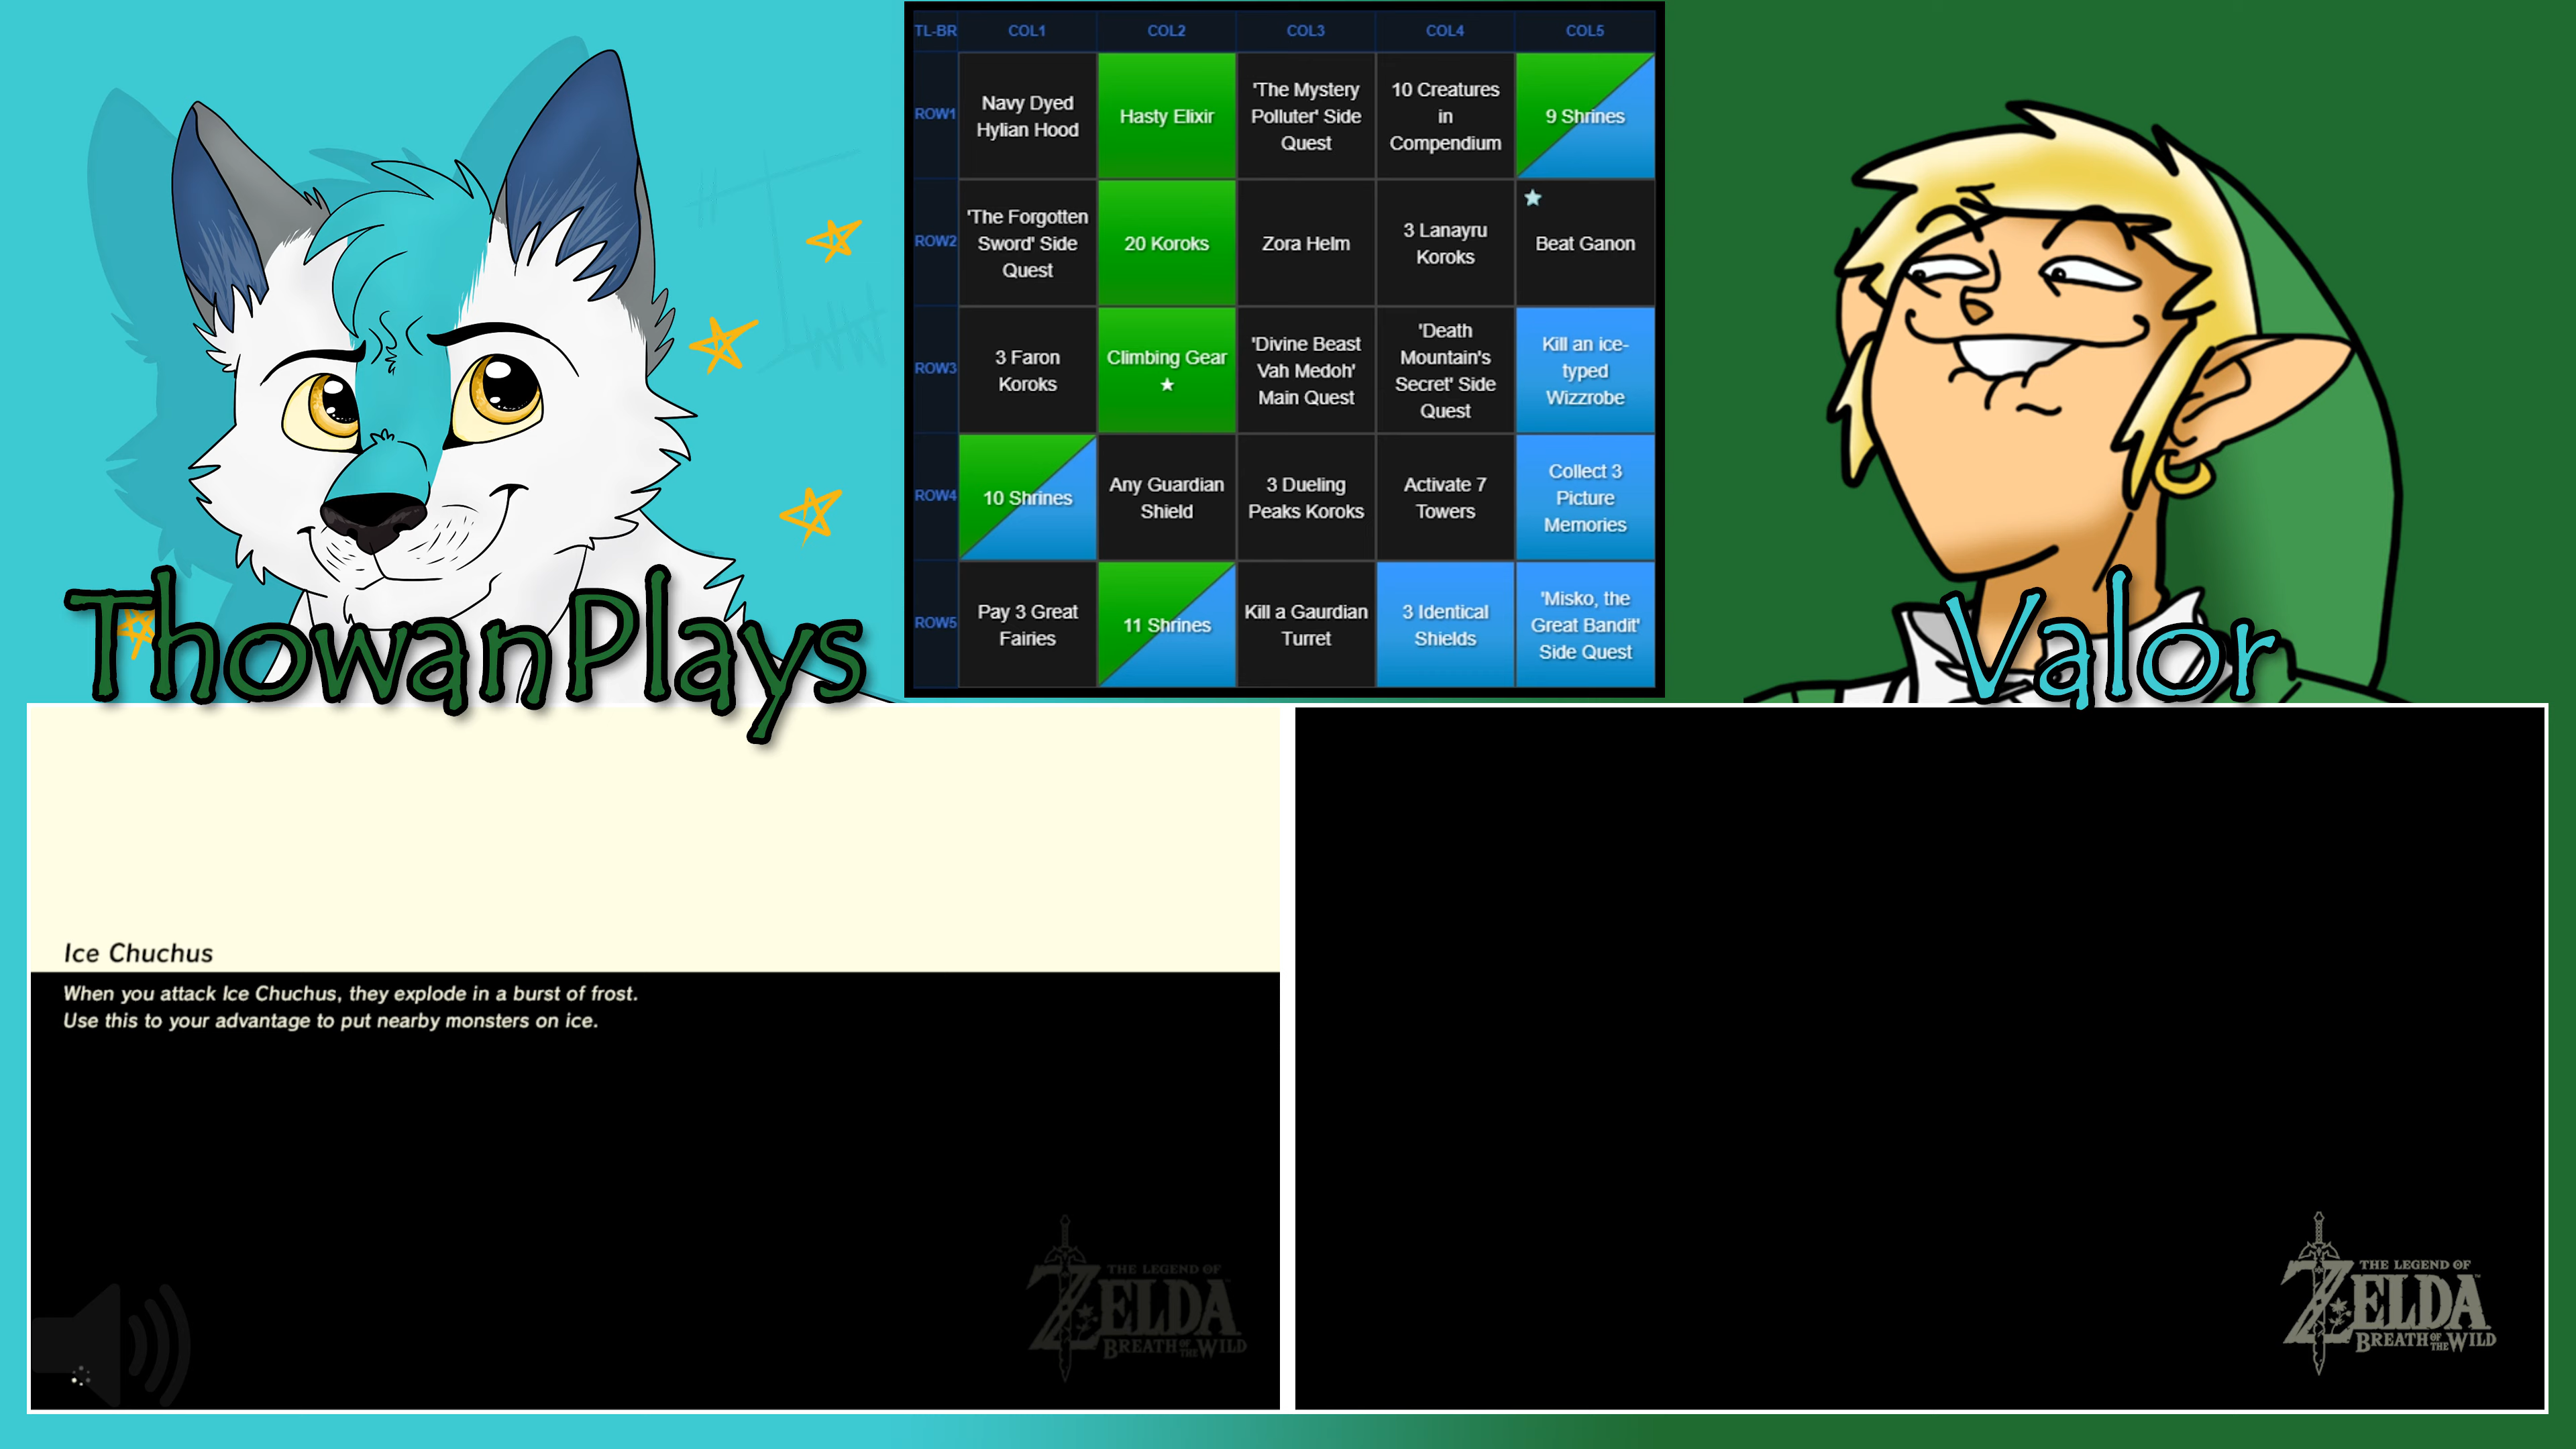 TL-BR COL1 COL2 COL3 COL4 COL5
ROW1
Navy Dyed
Hylian Hood
Hasty Elixir
'The Mystery
Polluter' Side
Quest
10 Creatures
in
Compendium
9 Shrines
ROW2
'The Forgotten
Sword' Side
Quest
20 Koroks
Zora Helm
3 Lanayru
Koroks
Beat Ganon
ROW3
3 Faron
Koroks
Climbing Gear
★
'Divine Beast
Vah Medoh'
Main Quest
'Death
Mountain's
Secret' Side
Quest
Kill an ice-
typed
Wizzrobe
ROW4
10 Shrines
Any Guardian
Shield
3 Dueling
Peaks Koroks
Activate 7
Towers
Collect 3
Picture
Memories
ROW5
Pay 3 Great
Fairies
11 Shrines
Kill a Gaurdian
Turret
3 Identical
Shields
'Misko, the
Great Bandit'
Side Quest
ThowanPlays
Valor
Ice Chuchus
When you attack Ice Chuchus, they explode in a burst of frost.
Use this to your advantage to put nearby monsters on ice.
THE LEGEND OF
ZELDA
BREATH OF THE WILD
THE LEGEND OF
ZELDA
BREATH OF THE WILD